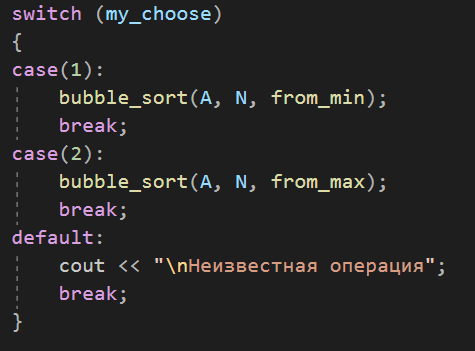 switch (my_choose)
{
case(1):
    bubble_sort(A, N, from_min);
    break;
case(2):
    bubble_sort(A, N, from_max);
    break;
default:
    cout << "\nНеизвестная операция";
    break;
}